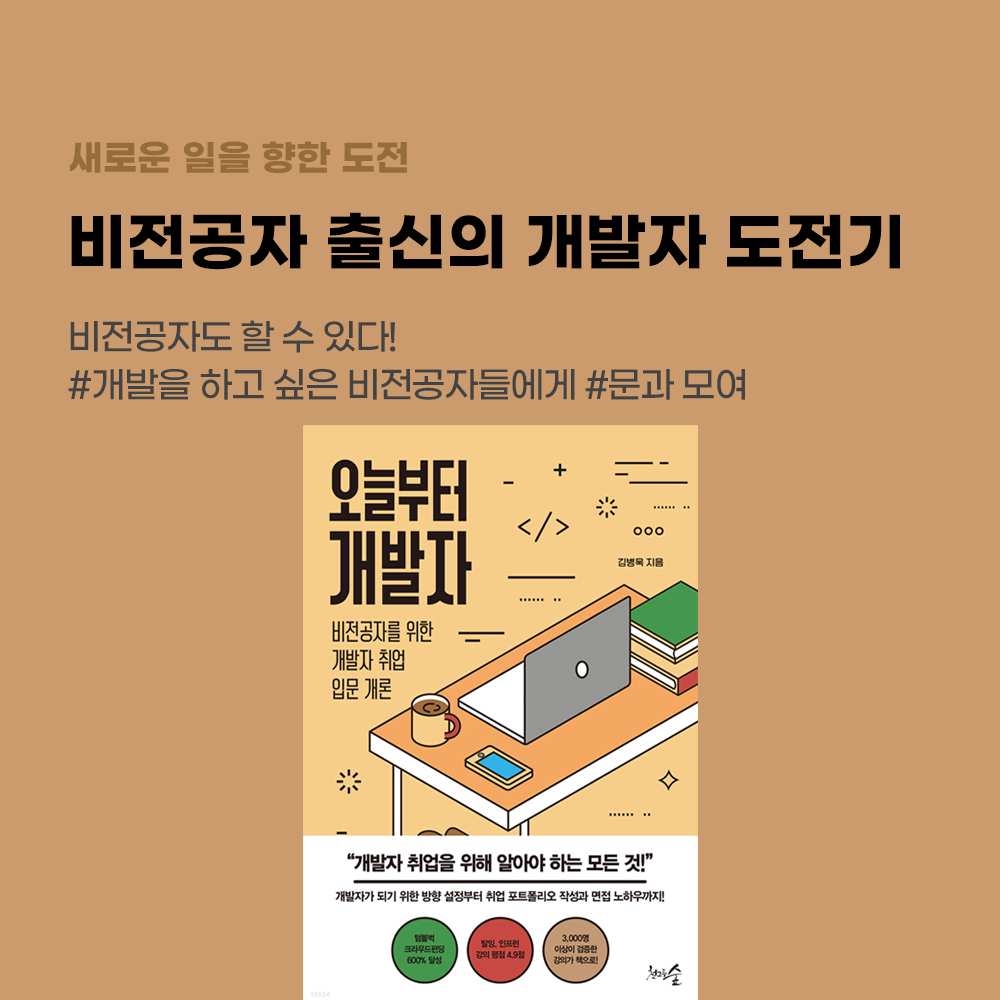 새로운 일을 향한 도전
비전공자 출신의 개발자 도전기
비전공자도 할 수 있다!
#개발을 하고 싶은 비전공자들에게 #문과 모여
오늘부터
개발자
</>
김병욱 지음
비전공자를 위한
개발자 취업
입문 개론
“개발자 취업을 위해 알아야 하는 모든 것!”
개발자가 되기 위한 방향 설정부터 취업 포트폴리오 작성과 면접 노하우까지!
텀블벅
크라우드펀딩
600% 달성
탈잉, 인프런
강의 평점 4.9점
3,000명
이상이 검증한
강의가 책으로!
천그루숲
YES24